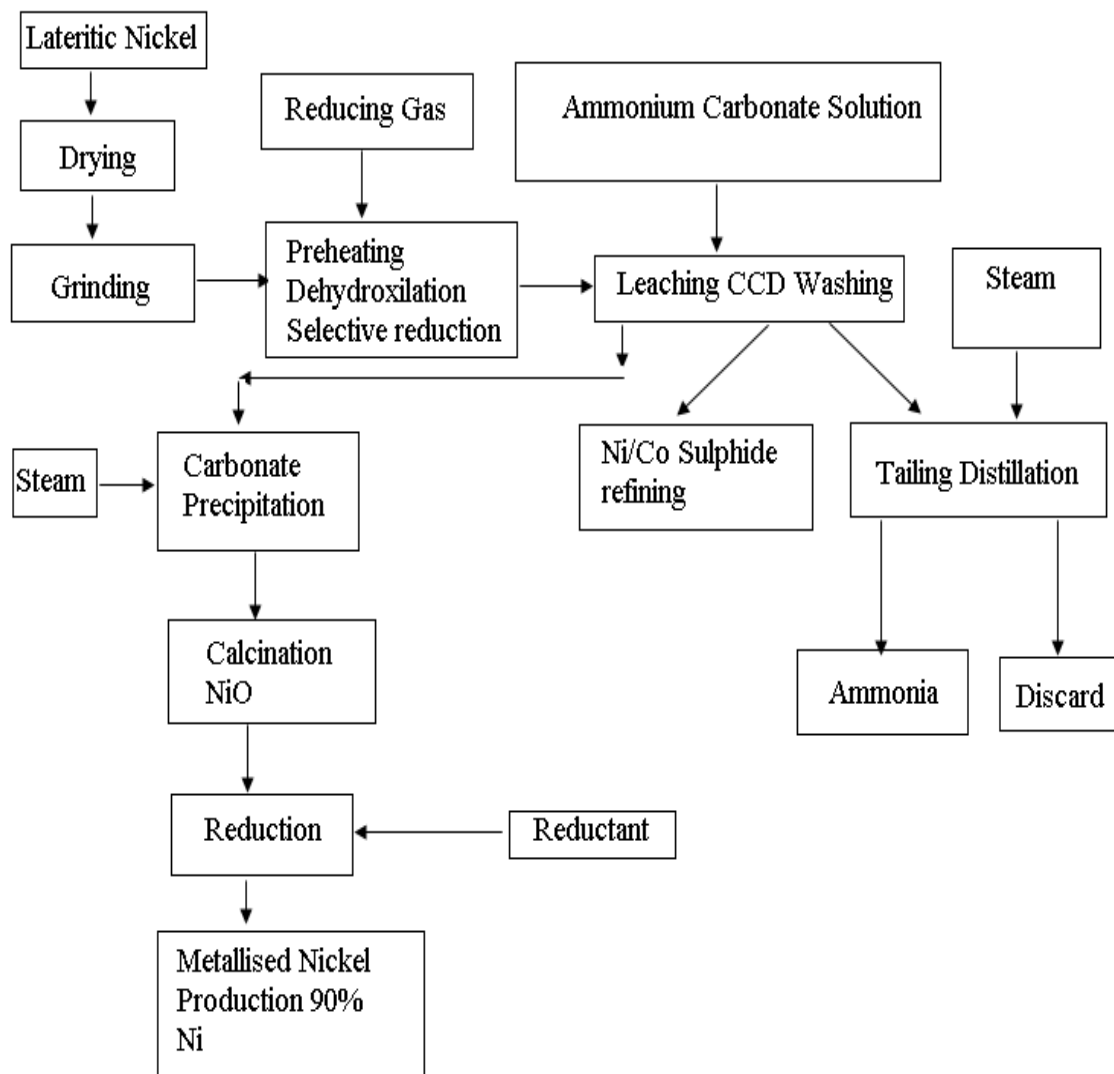 Lateritic Nickel
Drying
Grinding
Reducing Gas
Preheating
Dehydroxilation
Selective reduction
Ammonium Carbonate Solution
Leaching CCD Washing
Steam
Ni/Co Sulphide
refining
Tailing Distillation
Ammonia
Discard
Steam
Carbonate
Precipitation
Calcination
NiO
Reduction
Reductant
Metallised Nickel
Production 90%
Ni